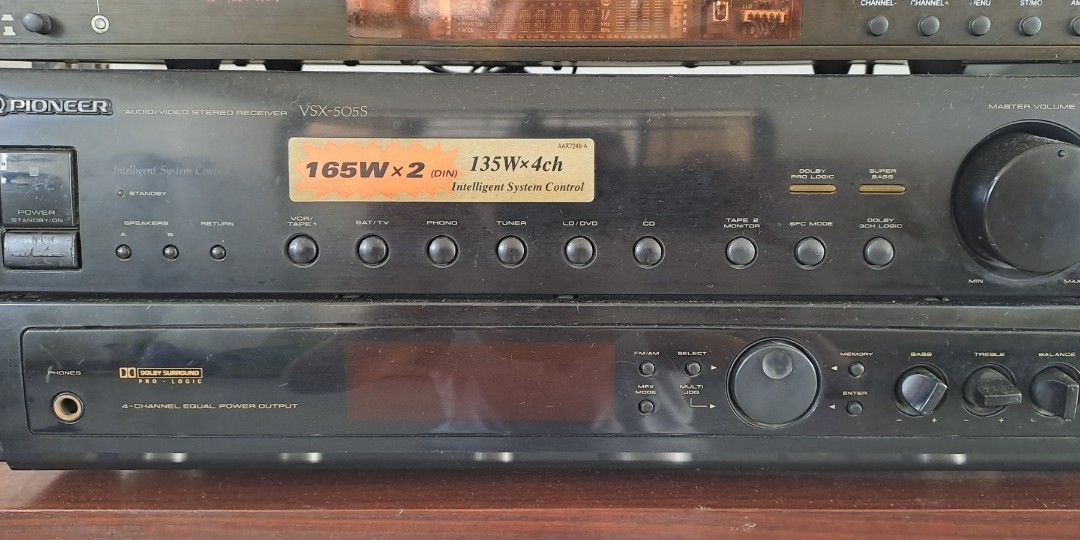 CHANNEL- CHANNEL+ MENU ST/MO
PIONEER AUDIO/VIDEO STEREO RECEIVER VSX-505S
MASTER VOLUME
AAX7249-A
165W×2 (DIN) 135W×4ch
Intelligent System Control
Intelligent System Contr
STANDBY
DOLBY
PRO LOGIC
SUPER
BASS
POWER
STANDBY/ON
SPEAKERS
A B
RETURN
VCR/
TAPE 1
SAT/TV
PHONO
TUNER
LD/DVD
CD
TAPE 2
MONITOR
SFC MODE
DOLBY
3CH LOGIC
MIN MAX
PHONES
DOLBY SURROUND
PRO · LOGIC
4-CHANNEL EQUAL POWER OUTPUT
FM/AM
SELECT
MPX
MODE
MULTI
JOG
MEMORY
ENTER
BASS
TREBLE
BALANCE
- + - + L